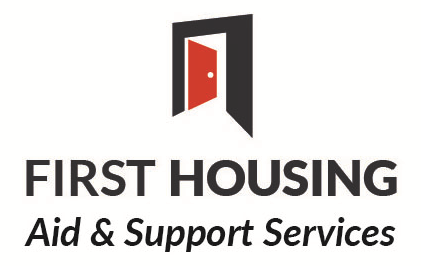 FIRST HOUSING
Aid & Support Services